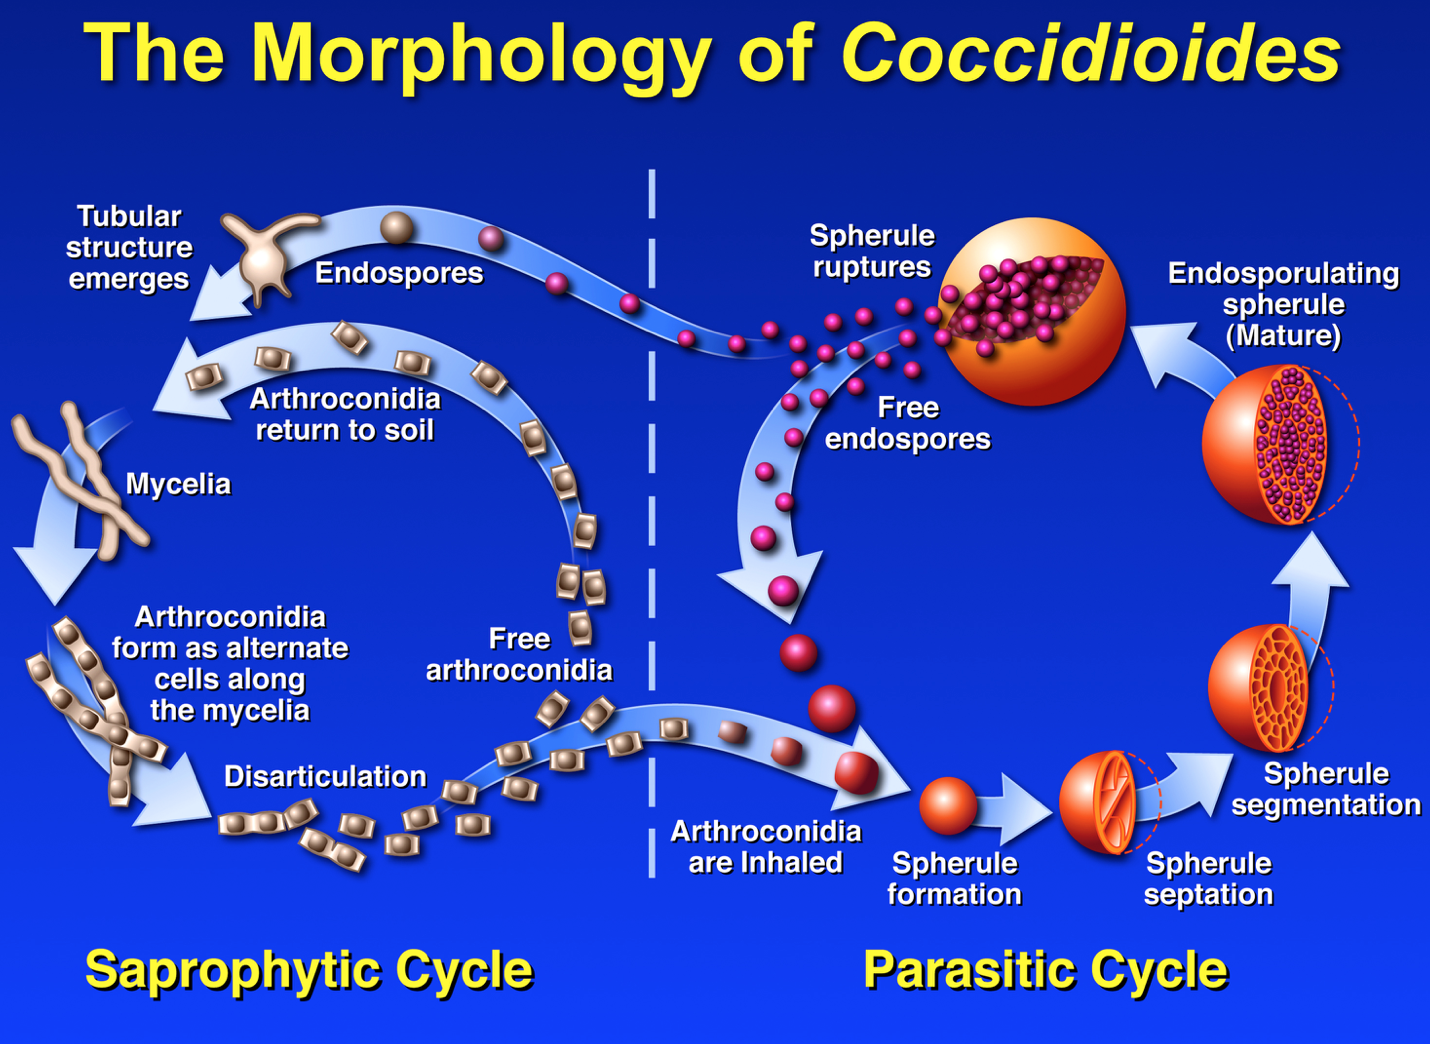 The Morphology of Coccidioides
Tubular
structure
emerges
Endospores
Spherule
ruptures
Endosporulating
spherule
(Mature)
Arthroconidia
return to soil
Free
endospores
Mycelia
Arthroconidia
form as alternate
cells along
the mycelia
Free
arthroconidia
Disarticulation
Arthroconidia
are Inhaled
Spherule
formation
Spherule
septation
Spherule
segmentation
Saprophytic Cycle
Parasitic Cycle